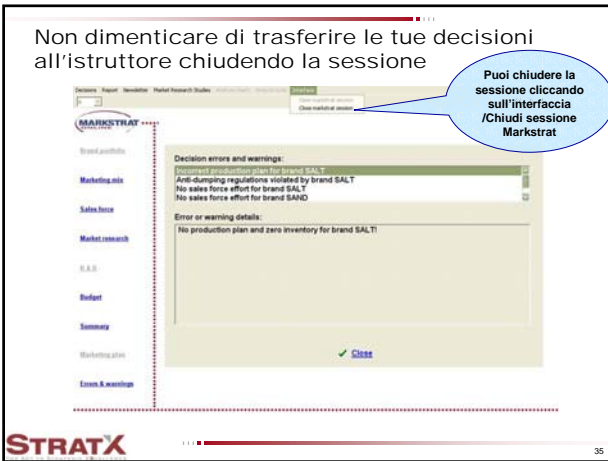 Non dimenticare di trasferire le tue decisioni
all'istruttore chiudendo la sessione
Puoi chiudere la
sessione cliccando
sull'interfaccia
/Chiudi sessione
Markstrat
Decisions Report Newsletter Market Research Studies Interface
Close markstrat session
MARKSTRAT
Brand portfolio
Marketing mix
Sales force
Market research
R & D
Budget
Summary
Marketing plan
Errors & warnings
Decision errors and warnings:
Incorrect production plan for brand SALT
Anti-dumping regulations violated by brand SALT
No sales force effort for brand SALT
No sales force effort for brand SAND
Error or warning details:
No production plan and zero inventory for brand SALT!
Close
STRATX
35